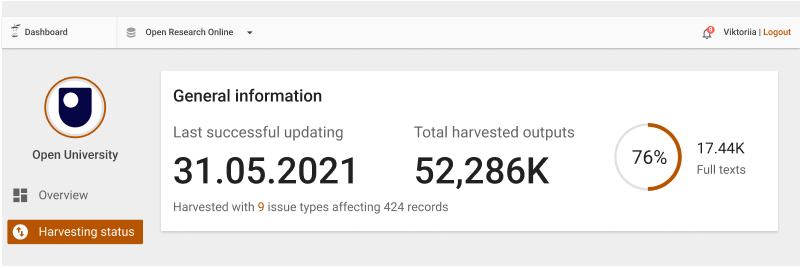 Dashboard
Open Research Online
8
Viktoriia | Logout
Open University
Overview
Harvesting status
General information
Last successful updating
31.05.2021
Harvested with 9 issue types affecting 424 records
Total harvested outputs
52,286K
76%
17.44K
Full texts